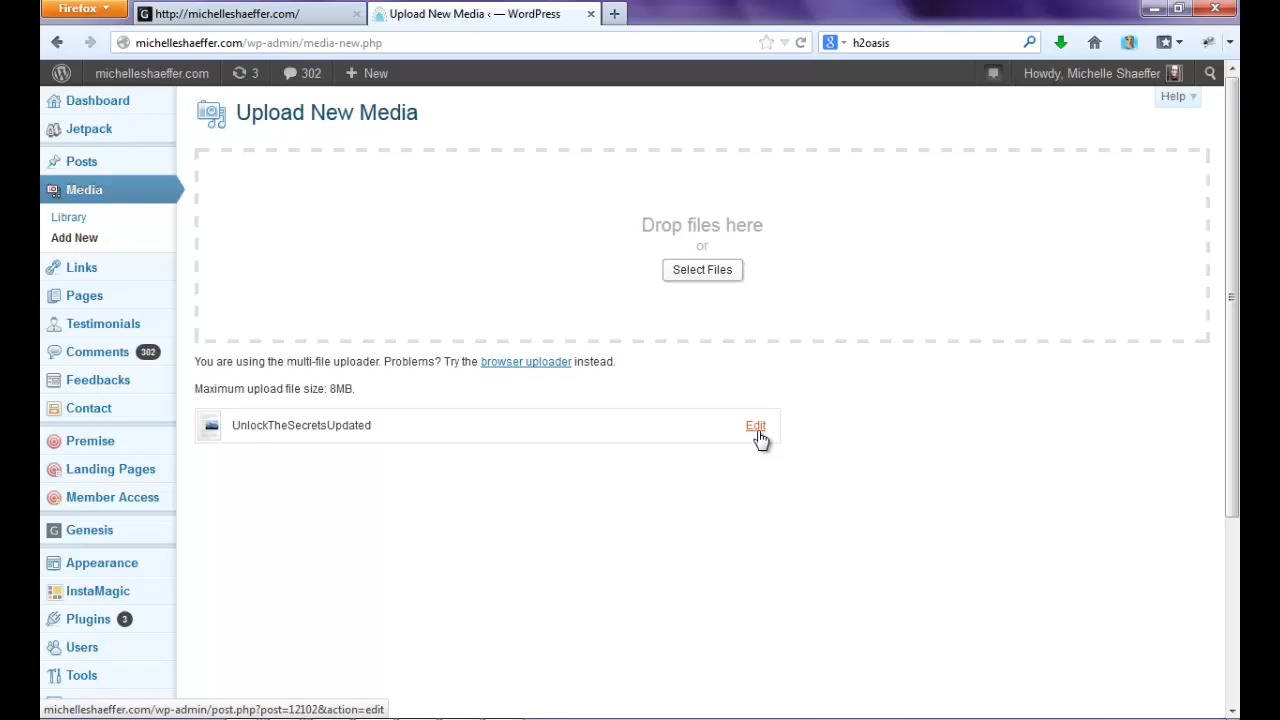 Firefox
http://michelleshaeffer.com/
Upload New Media ‹ — WordPress
michelleshaeffer.com/wp-admin/media-new.php
h2oasis
michelleshaeffer.com
3
302
New
Howdy, Michelle Shaeffer
Help
Dashboard
Jetpack
Posts
Media
Library
Add New
Links
Pages
Testimonials
Comments 302
Feedbacks
Contact
Premise
Landing Pages
Member Access
Genesis
Appearance
InstaMagic
Plugins 3
Users
Tools
Upload New Media
Drop files here
or
Select Files
You are using the multi-file uploader. Problems? Try the browser uploader instead.
Maximum upload file size: 8MB.
UnlockTheSecretsUpdated
Edit
michelleshaeffer.com/wp-admin/post.php?post=12102&action=edit